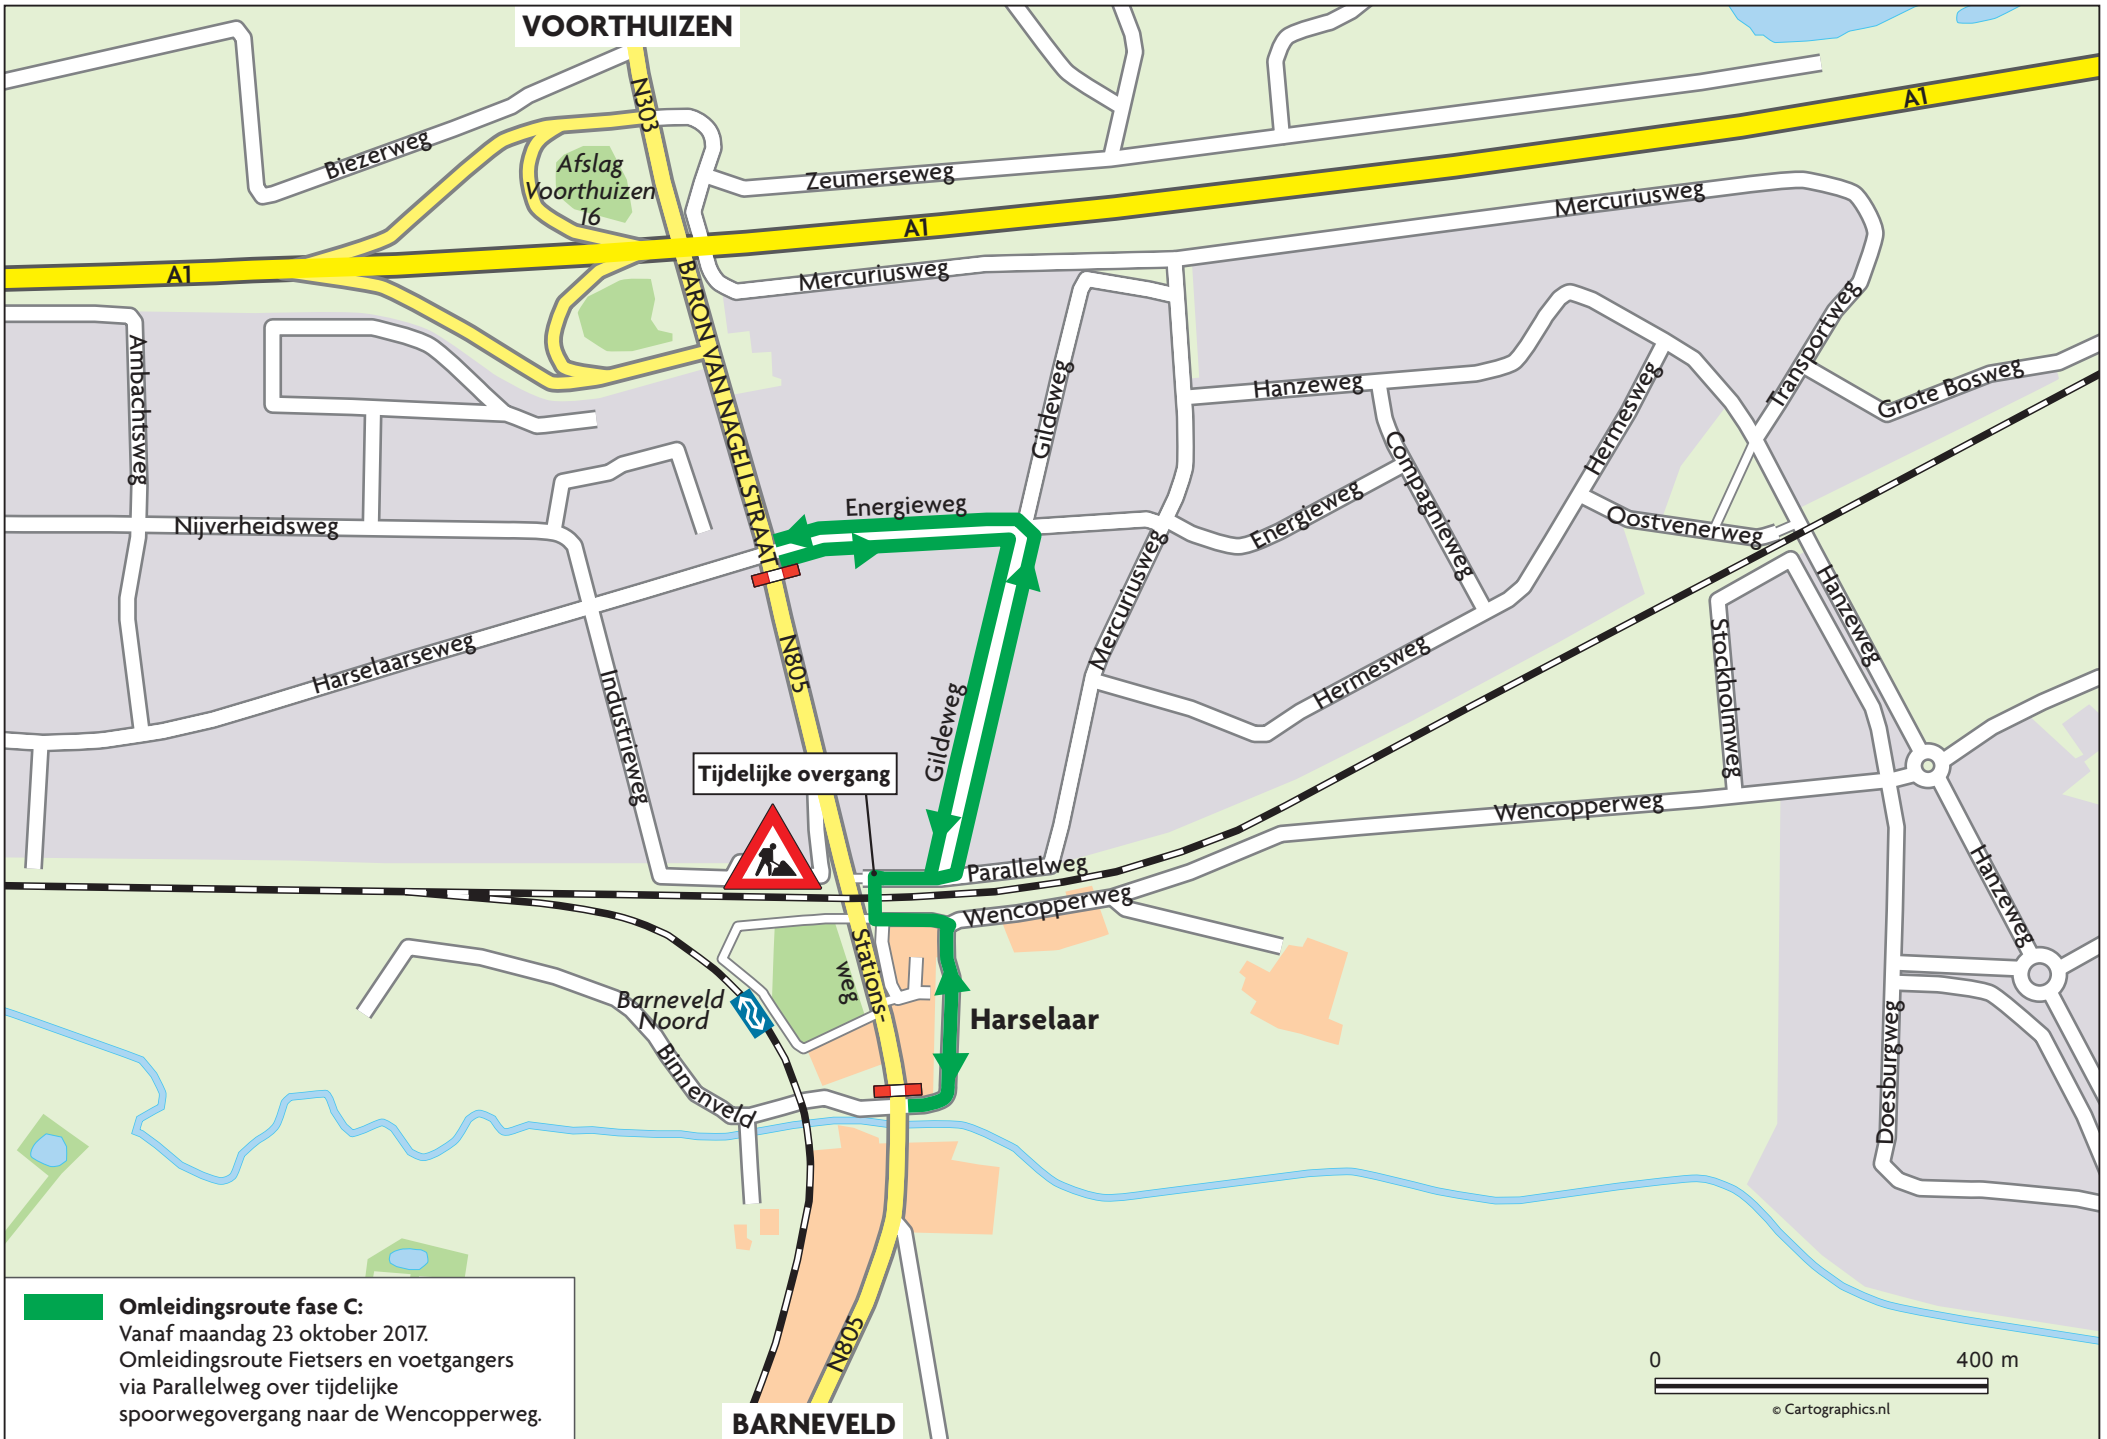 VOORTHUIZEN
N303
Biezerweg
Afslag
Voorthuizen
16
Zeumerseweg
A1
A1
A1
Mercuriusweg
Mercuriusweg
BARON VAN NAGELLSTRAAT
Ambachtsweg
Transportweg
Grote Bosweg
Gildeweg
Hanzeweg
Hermesweg
Compagnieweg
Nijverheidsweg
Energieweg
Energieweg
Oostvenerweg
Mercuriusweg
Hanzeweg
Harselaarseweg
N805
Industrieweg
Stockholmweg
Hermesweg
Gildeweg
Tijdelijke overgang
Wencopperweg
Parallelweg
Wencopperweg
Hanzeweg
Stations-
weg
Barneveld
Noord
Harselaar
Binnenveld
Doesburgweg
N805
BARNEVELD
Omleidingsroute fase C:
Vanaf maandag 23 oktober 2017.
Omleidingsroute Fietsers en voetgangers
via Parallelweg over tijdelijke
spoorwegovergang naar de Wencopperweg.
0 400 m
© Cartographics.nl